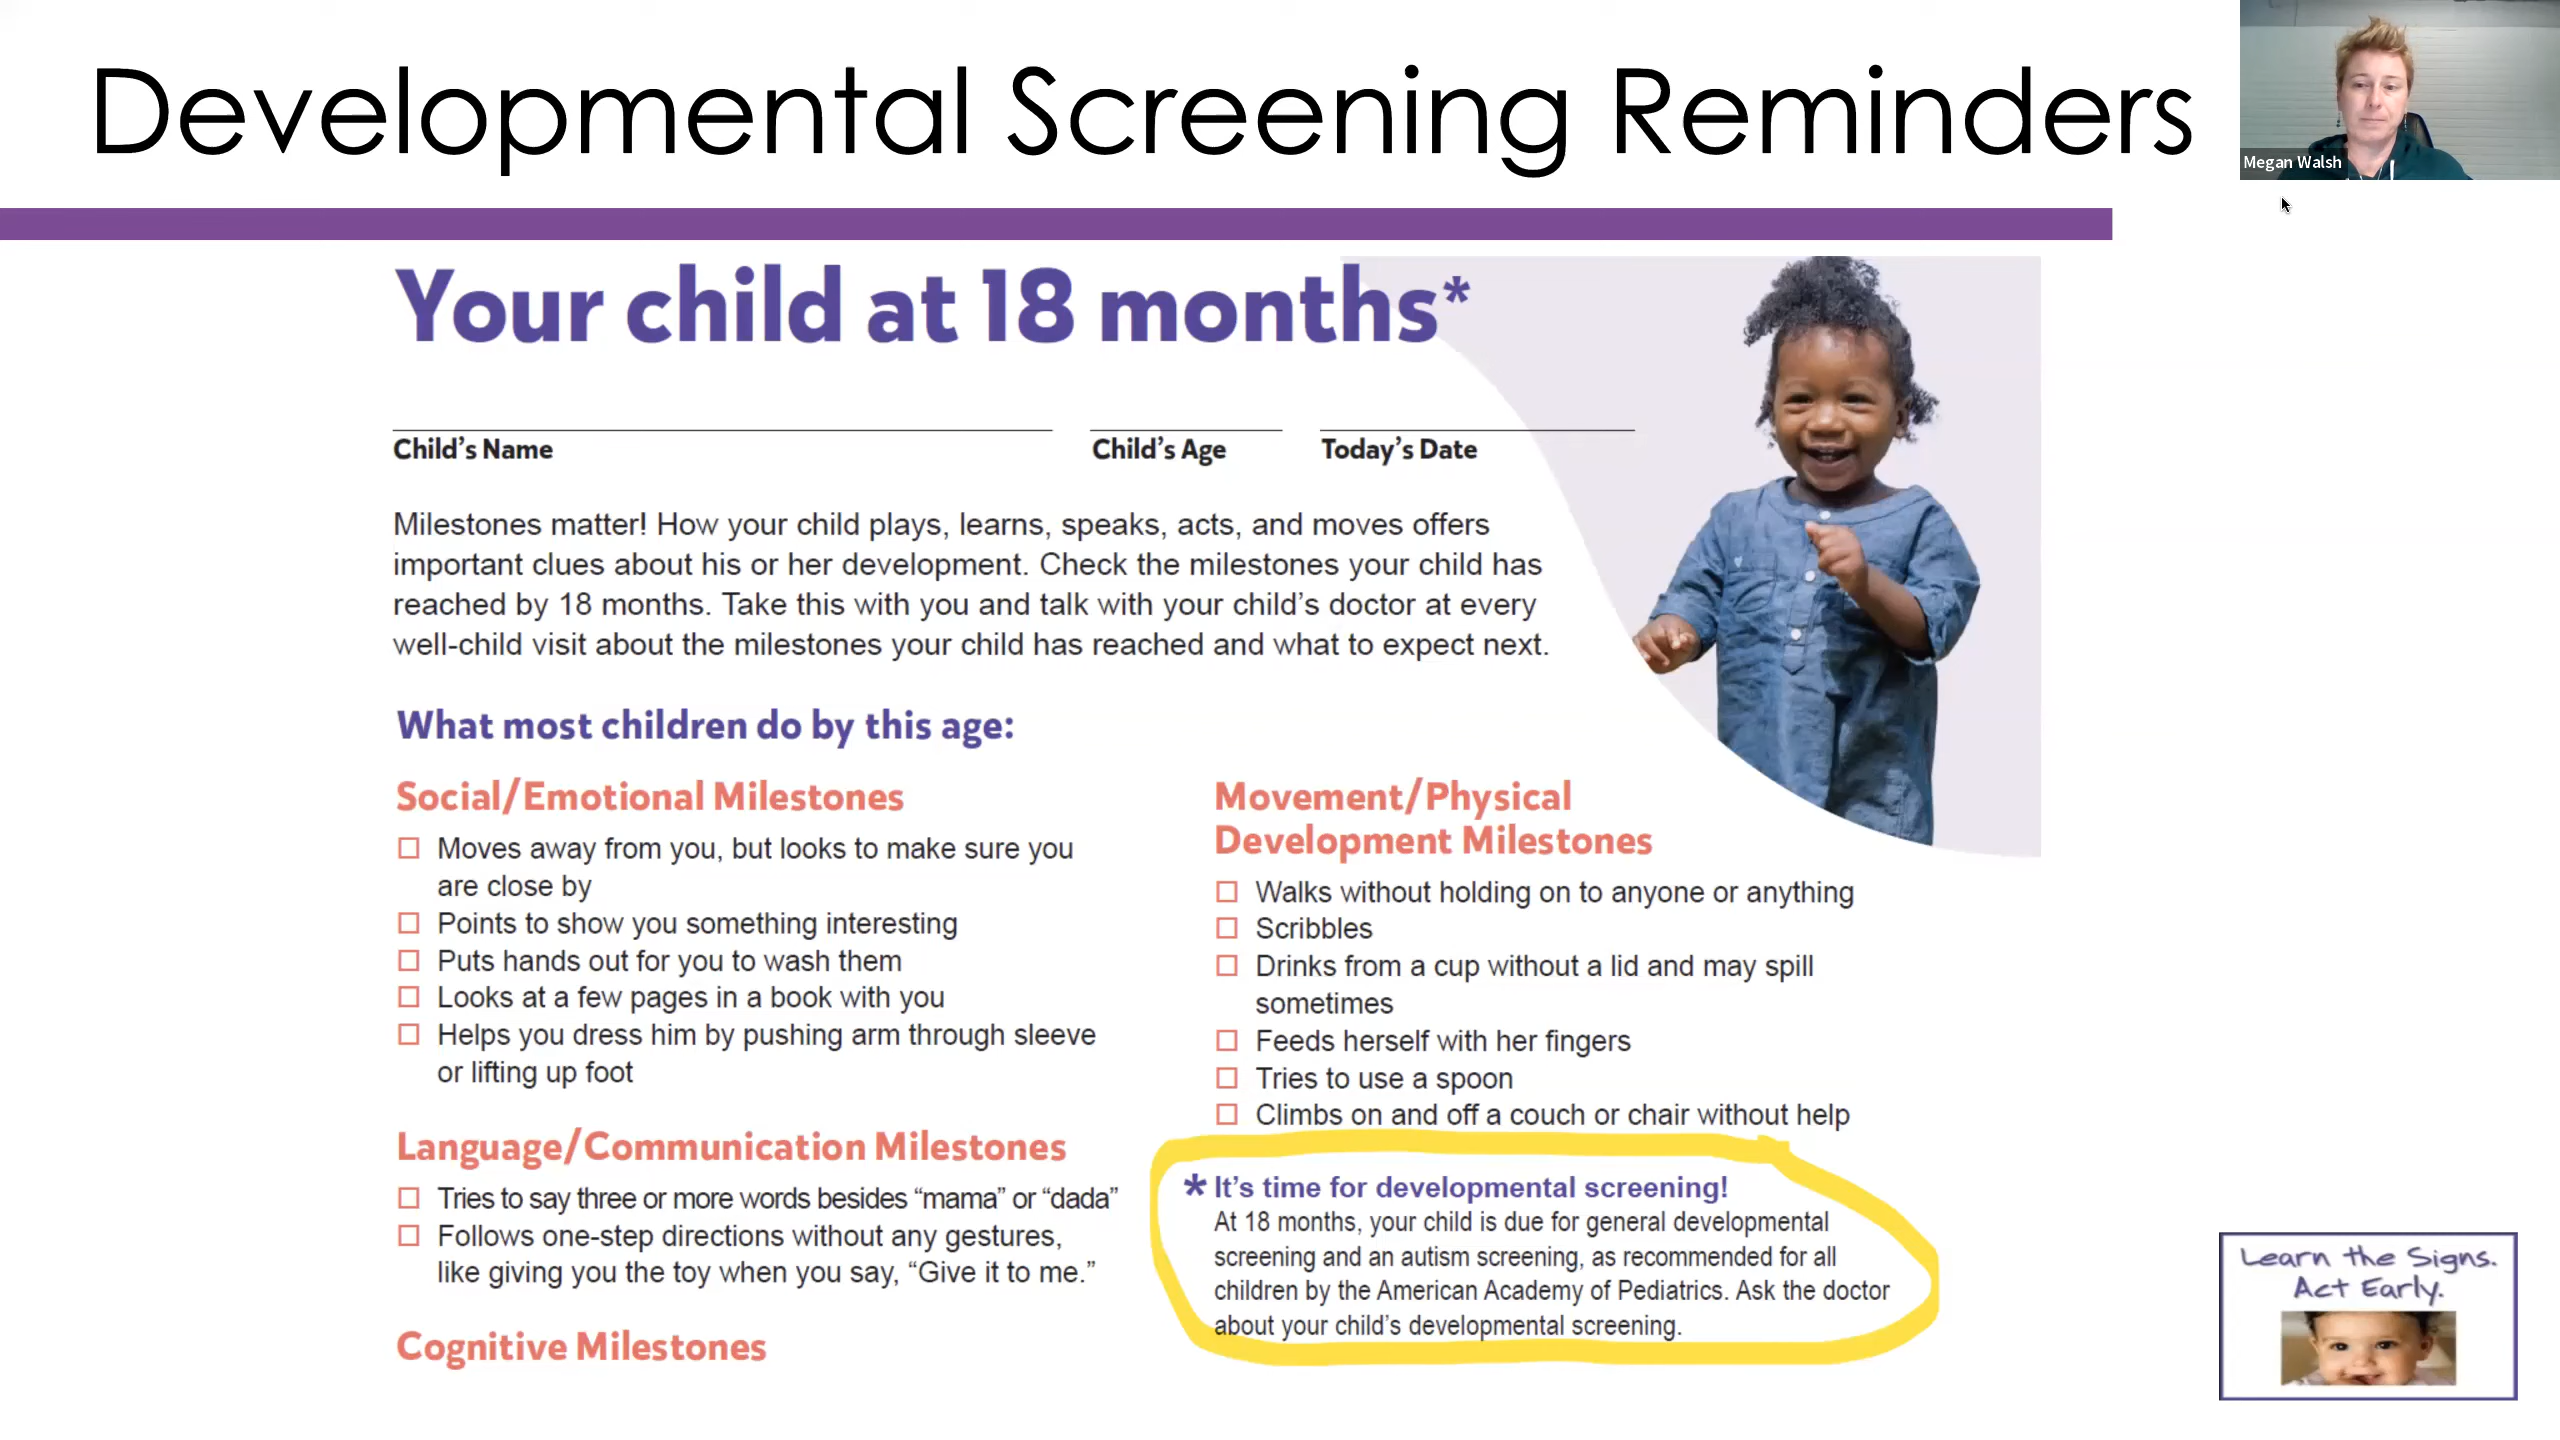 Developmental Screening Reminders
Megan Walsh
Your child at 18 months*
Child's Name
Child's Age
Today's Date
Milestones matter! How your child plays, learns, speaks, acts, and moves offers
important clues about his or her development. Check the milestones your child has
reached by 18 months. Take this with you and talk with your child's doctor at every
well-child visit about the milestones your child has reached and what to expect next.
What most children do by this age:
Social/Emotional Milestones
Moves away from you, but looks to make sure you
are close by
Points to show you something interesting
Puts hands out for you to wash them
Looks at a few pages in a book with you
Helps you dress him by pushing arm through sleeve
or lifting up foot
Language/Communication Milestones
Tries to say three or more words besides “mama” or “dada”
Follows one-step directions without any gestures,
like giving you the toy when you say, “Give it to me.”
Cognitive Milestones
Movement/Physical
Development Milestones
Walks without holding on to anyone or anything
Scribbles
Drinks from a cup without a lid and may spill
sometimes
Feeds herself with her fingers
Tries to use a spoon
Climbs on and off a couch or chair without help
* It's time for developmental screening!
At 18 months, your child is due for general developmental
screening and an autism screening, as recommended for all
children by the American Academy of Pediatrics. Ask the doctor
about your child's developmental screening.
Learn the Signs.
Act Early.